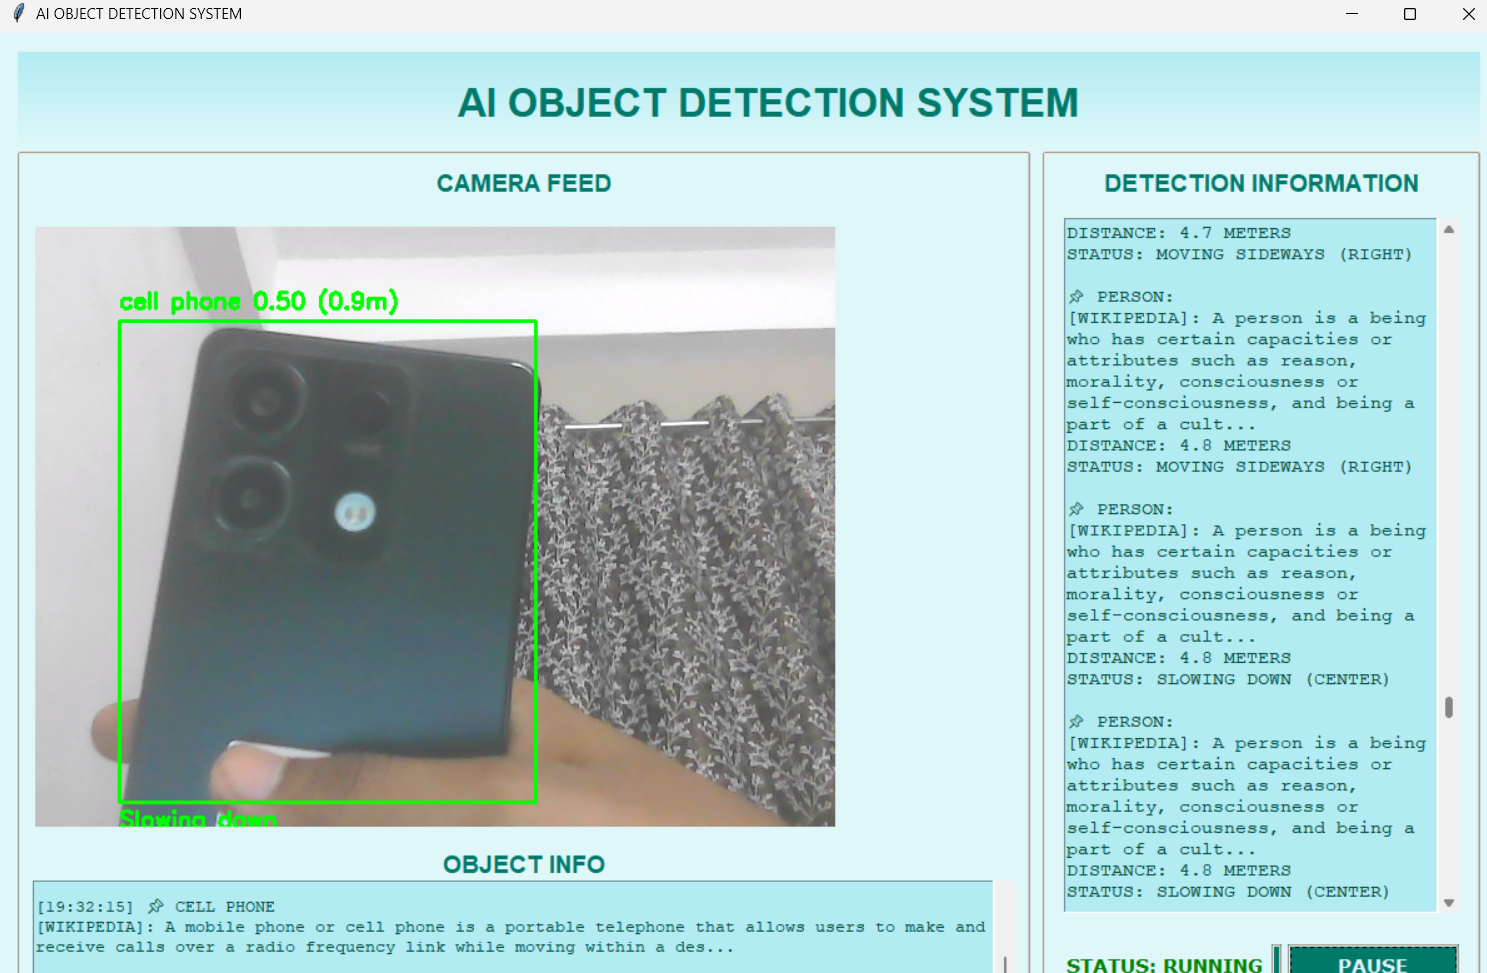 AI OBJECT DETECTION SYSTEM
AI OBJECT DETECTION SYSTEM
CAMERA FEED
cell phone 0.50 (0.9m)
Slowing down
OBJECT INFO
[19:32:15] 📌 CELL PHONE
[WIKIPEDIA]: A mobile phone or cell phone is a portable telephone that allows users to make and
receive calls over a radio frequency link while moving within a des...
DETECTION INFORMATION
DISTANCE: 4.7 METERS
STATUS: MOVING SIDEWAYS (RIGHT)
📌 PERSON:
[WIKIPEDIA]: A person is a being
who has certain capacities or
attributes such as reason,
morality, consciousness or
self-consciousness, and being a
part of a cult...
DISTANCE: 4.8 METERS
STATUS: MOVING SIDEWAYS (RIGHT)
📌 PERSON:
[WIKIPEDIA]: A person is a being
who has certain capacities or
attributes such as reason,
morality, consciousness or
self-consciousness, and being a
part of a cult...
DISTANCE: 4.8 METERS
STATUS: SLOWING DOWN (CENTER)
📌 PERSON:
[WIKIPEDIA]: A person is a being
who has certain capacities or
attributes such as reason,
morality, consciousness or
self-consciousness, and being a
part of a cult...
DISTANCE: 4.8 METERS
STATUS: SLOWING DOWN (CENTER)
STATUS: RUNNING
PAUSE